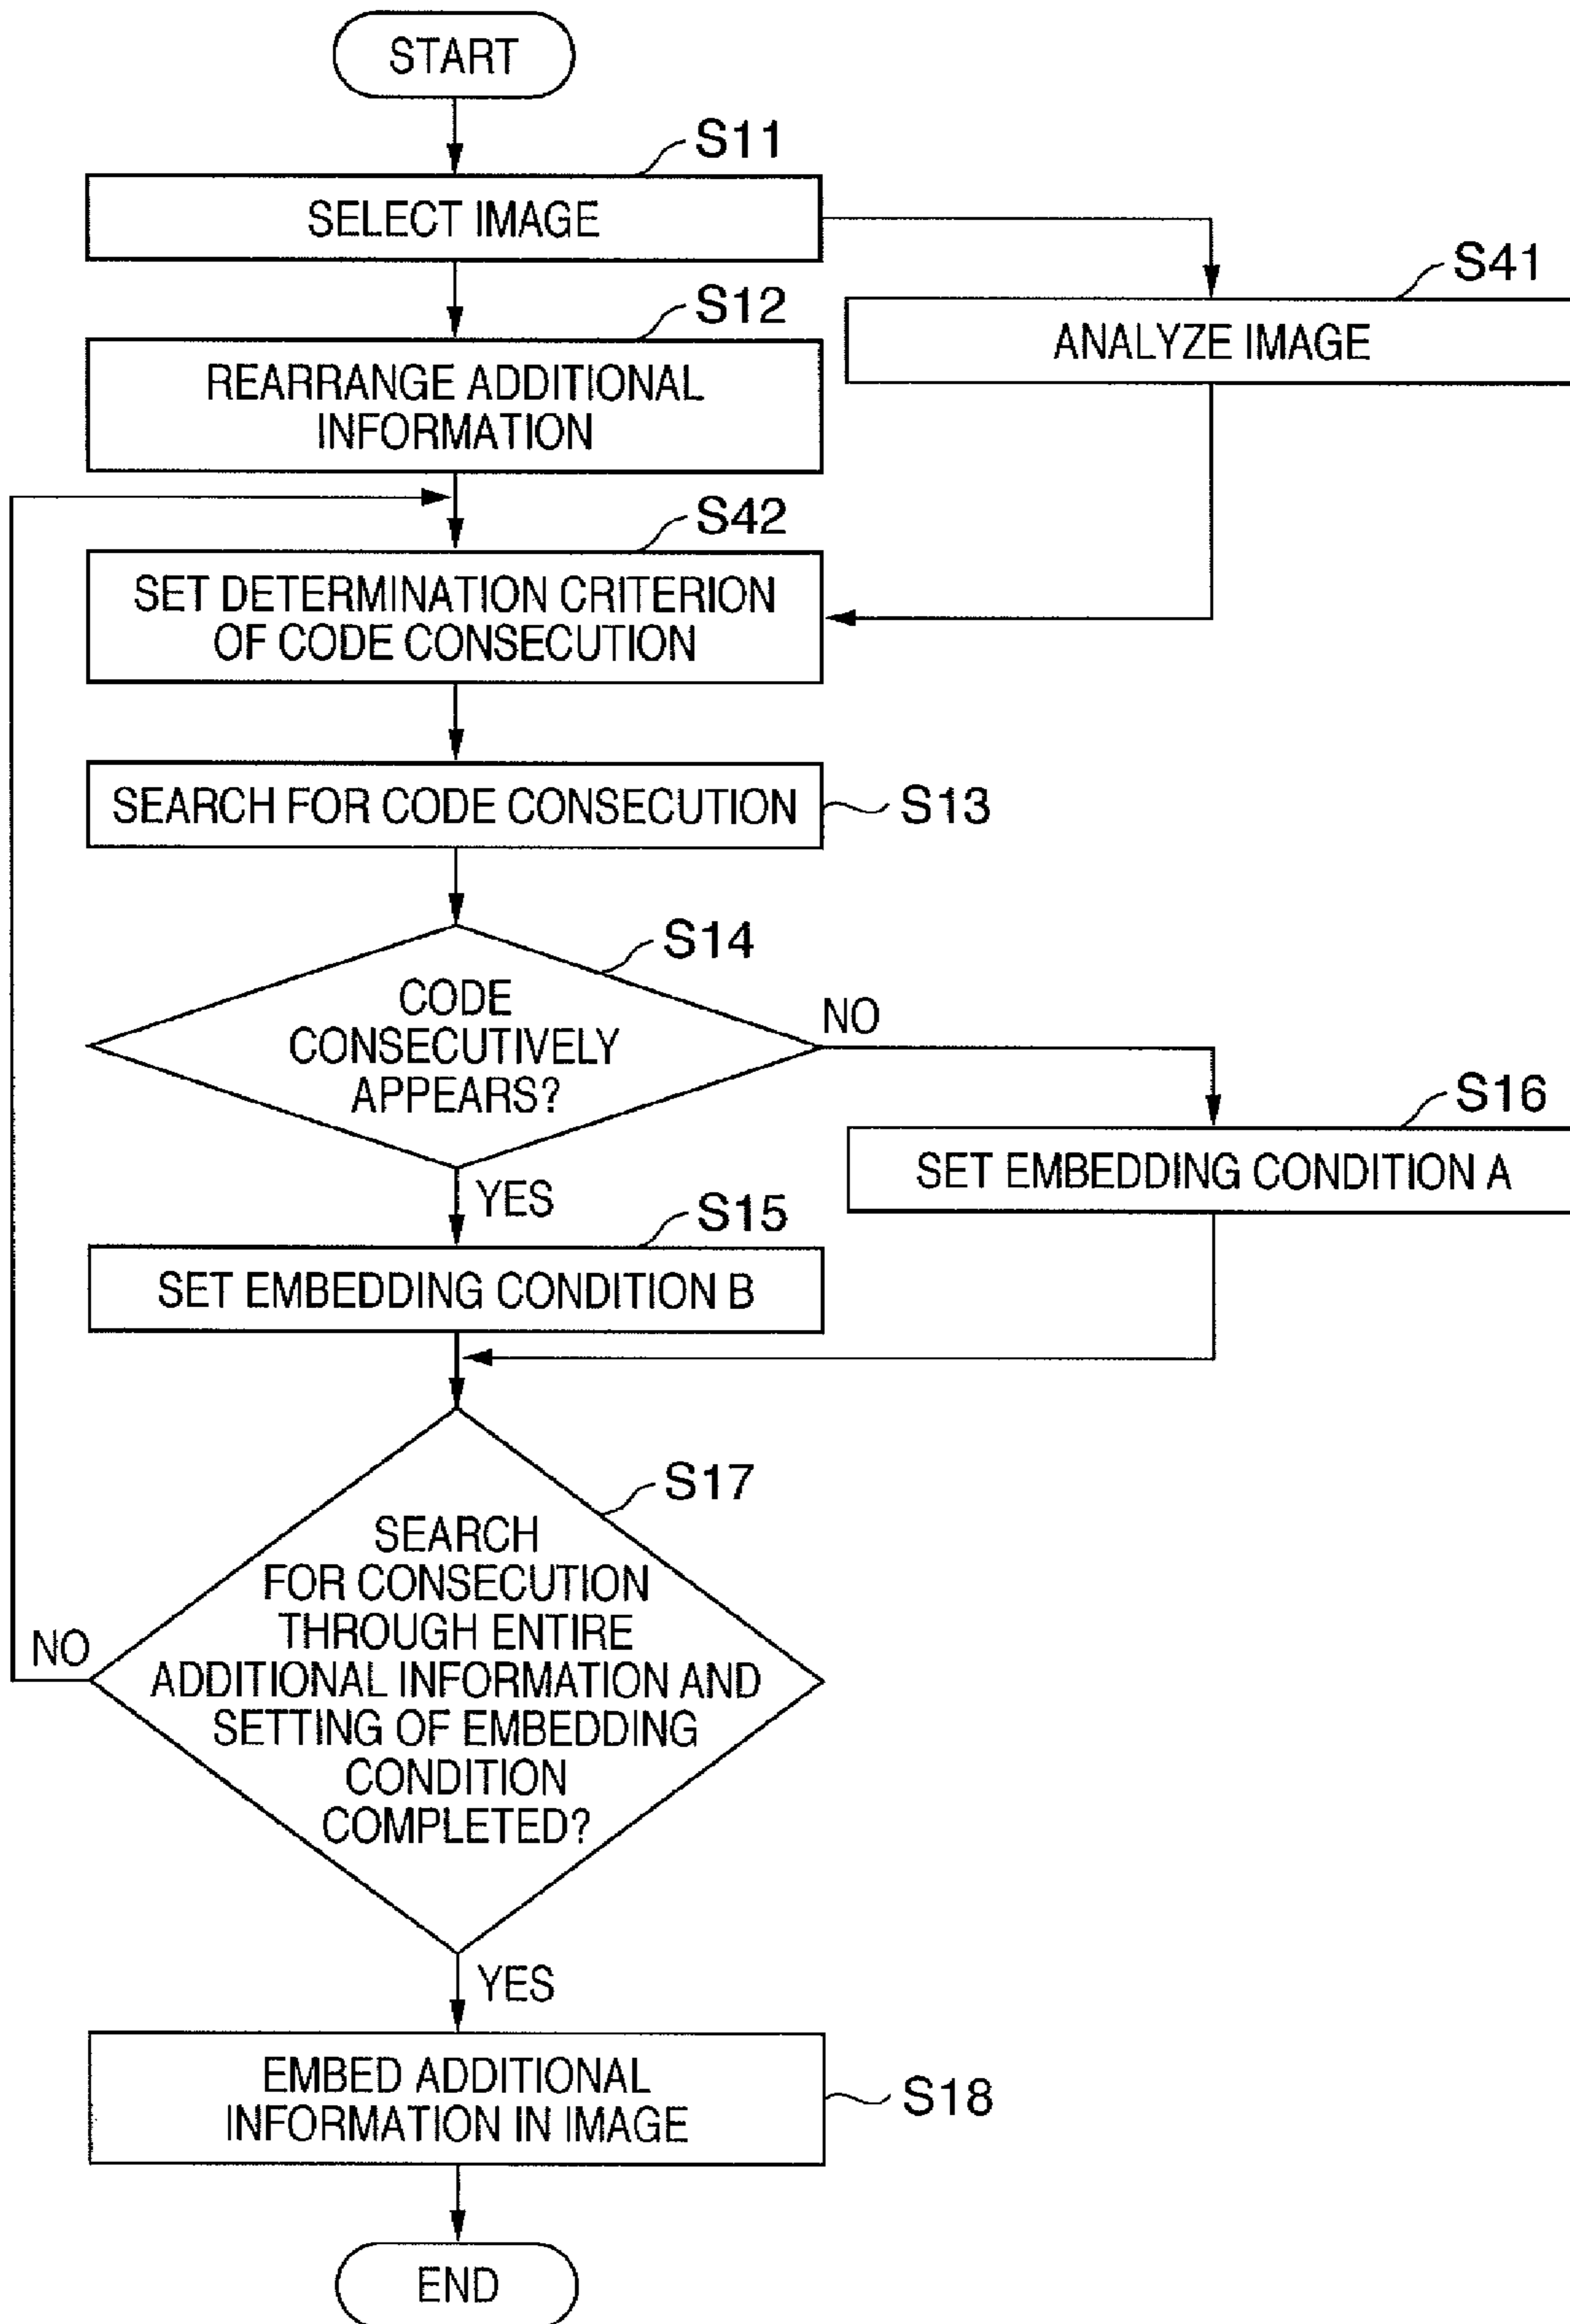 START
S11
SELECT IMAGE
S41
ANALYZE IMAGE
S12
REARRANGE ADDITIONAL
INFORMATION
S42
SET DETERMINATION CRITERION
OF CODE CONSECUTION
SEARCH FOR CODE CONSECUTION
S13
S14
CODE
CONSECUTIVELY
APPEARS?
NO
S16
SET EMBEDDING CONDITION A
YES
S15
SET EMBEDDING CONDITION B
S17
SEARCH
FOR CONSECUTION
THROUGH ENTIRE
ADDITIONAL INFORMATION AND
SETTING OF EMBEDDING
CONDITION
COMPLETED?
NO
YES
EMBED ADDITIONAL
INFORMATION IN IMAGE
S18
END